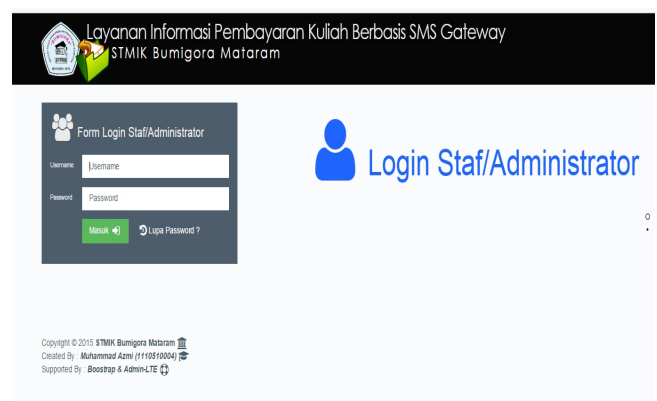 Layanan Informasi Pembayaran Kuliah Berbasis SMS Gateway
STMIK Bumigora Mataram
Form Login Staf/Administrator
Username Username
Password Password
Masuk Lupa Password ?
Login Staf/Administrator
Copyright © 2015 STMIK Bumigora Mataram
Created By : Muhammad Azmi (1110510004)
Supported By : Boostrap & Admin-LTE